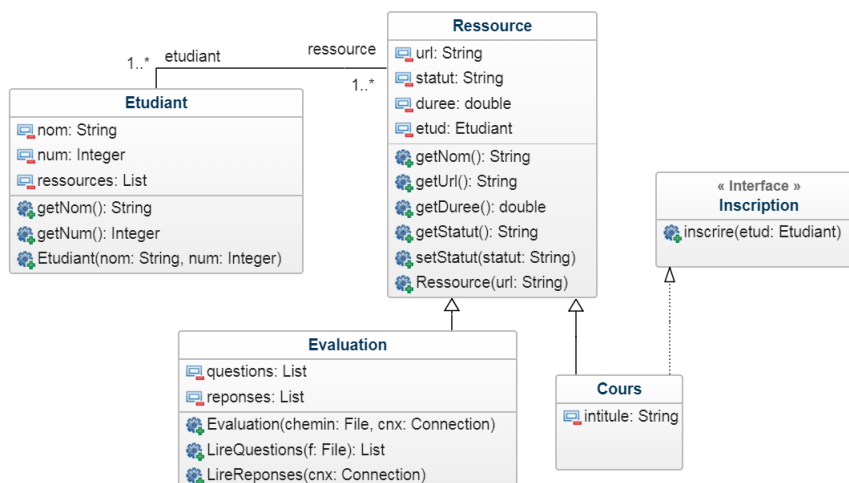 Ressource
url: String
statut: String
duree: double
etud: Etudiant
getNom(): String
getUrl(): String
getDuree(): double
getStatut(): String
setStatut(statut: String)
Ressource(url: String)
etudiant
ressource
1..*
1..*
Etudiant
nom: String
num: Integer
ressources: List
getNom(): String
getNum(): Integer
Etudiant(nom: String, num: Integer)
« Interface »
Inscription
inscrire(etud: Etudiant)
Evaluation
questions: List
reponses: List
Evaluation(chemin: File, cnx: Connection)
LireQuestions(f: File): List
LireReponses(cnx: Connection)
Cours
intitule: String